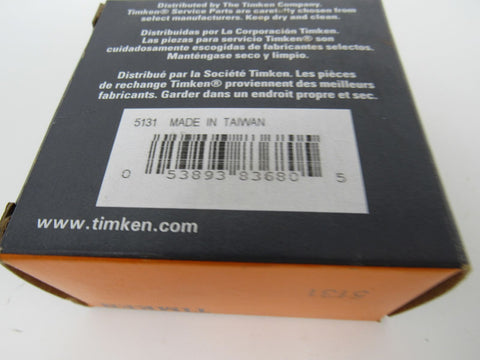 Distributed by The Timken Company.
Timken® Service Parts are carefully chosen from
select manufacturers. Keep dry and clean.
Distribuidas por La Corporación Timken.
Las piezas para servicio Timken® son
cuidadosamente escogidas de fabricantes selectos.
Manténgase seco y limpio.
Distribué par la Société Timken. Les pièces
de rechange Timken® proviennent des meilleurs
fabricants. Garder dans un endroit propre et sec.
5131 MADE IN TAIWAN
0 53893 83680 5
www.timken.com
5131
TIMKEN